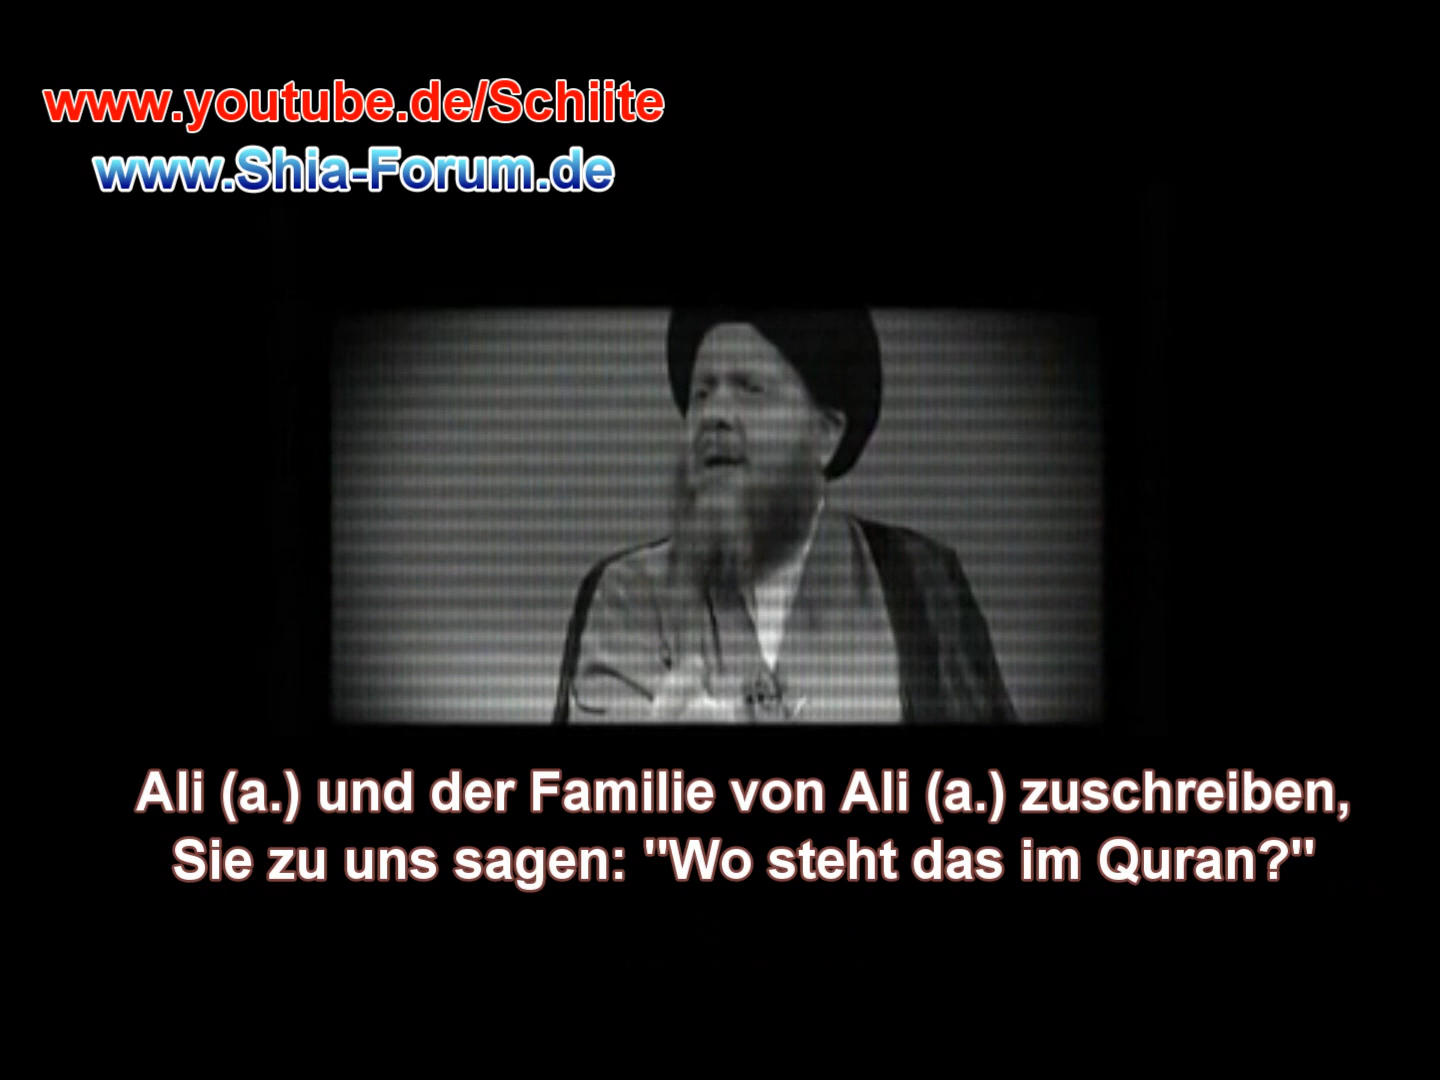 www.youtube.de/Schiite
www.Shia-Forum.de
Ali (a.) und der Familie von Ali (a.) zuschreiben,
Sie zu uns sagen: "Wo steht das im Quran?"